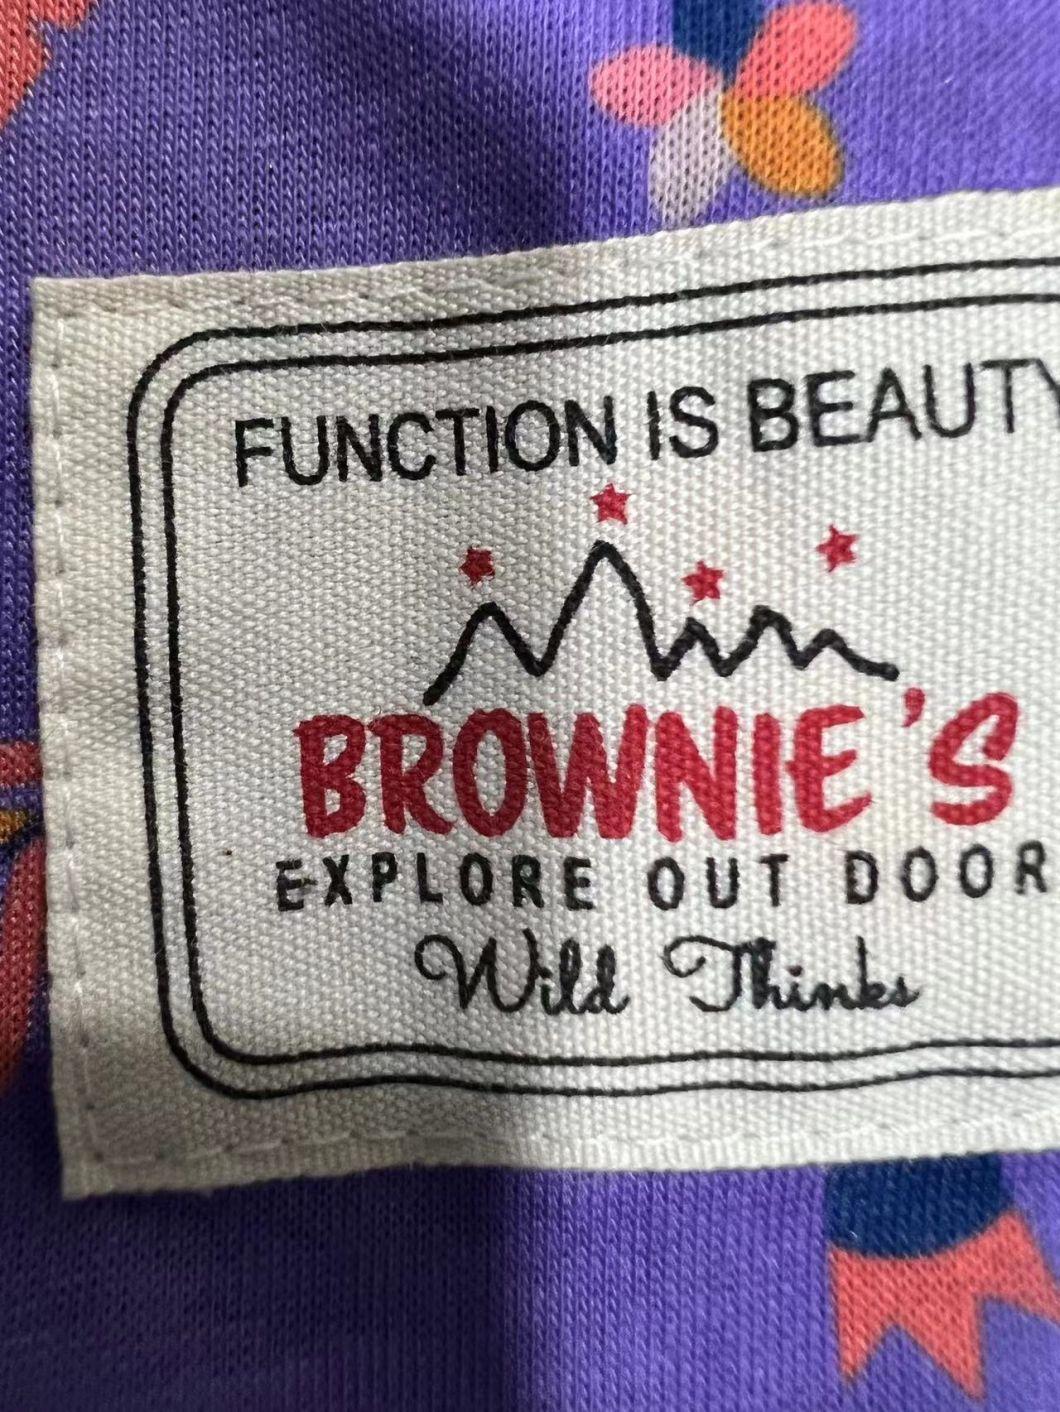 FUNCTION IS BEAUTY
BROWNIE'S
EXPLORE OUT DOOR
Wild Thinks